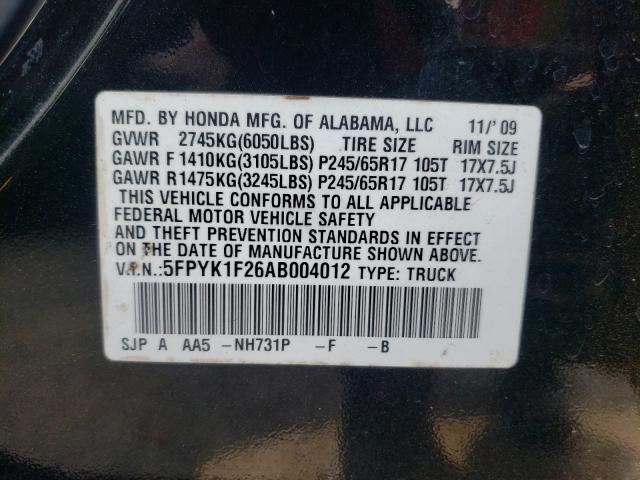 MFD. BY HONDA MFG. OF ALABAMA, LLC 11/'09
GVWR 2745KG(6050LBS) TIRE SIZE RIM SIZE
GAWR F 1410KG(3105LBS) P245/65R17 105T 17X7.5J
GAWR R1475KG(3245LBS) P245/65R17 105T 17X7.5J
THIS VEHICLE CONFORMS TO ALL APPLICABLE
FEDERAL MOTOR VEHICLE SAFETY
AND THEFT PREVENTION STANDARDS IN EFFECT
ON THE DATE OF MANUFACTURE SHOWN ABOVE.
V.I.N.:5FPYK1F26AB004012 TYPE: TRUCK
SJP A AA5 -NH731P -F -B